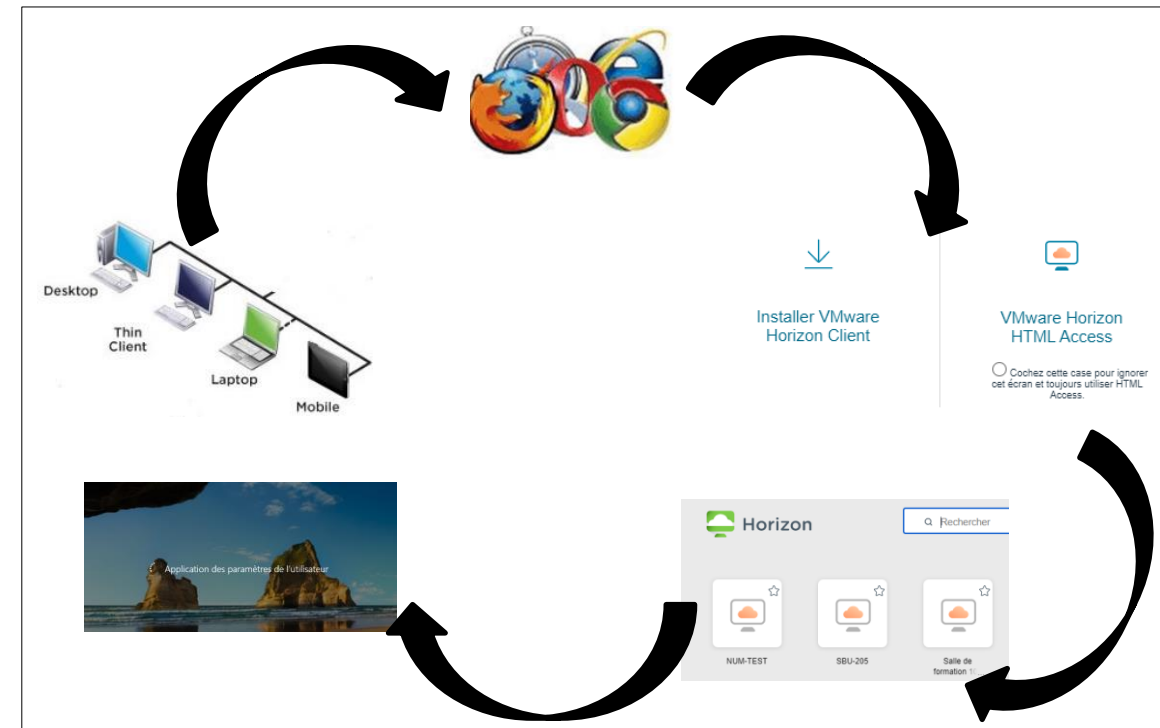 Desktop
Thin
Client
Laptop
Mobile
Installer VMware
Horizon Client
VMware Horizon
HTML Access
Cochez cette case pour ignorer
cet écran et toujours utiliser HTML
Access.
Application des paramètres de l'utilisateur
Horizon
Rechercher
NUM-TEST
SBU-205
Salle de
formation